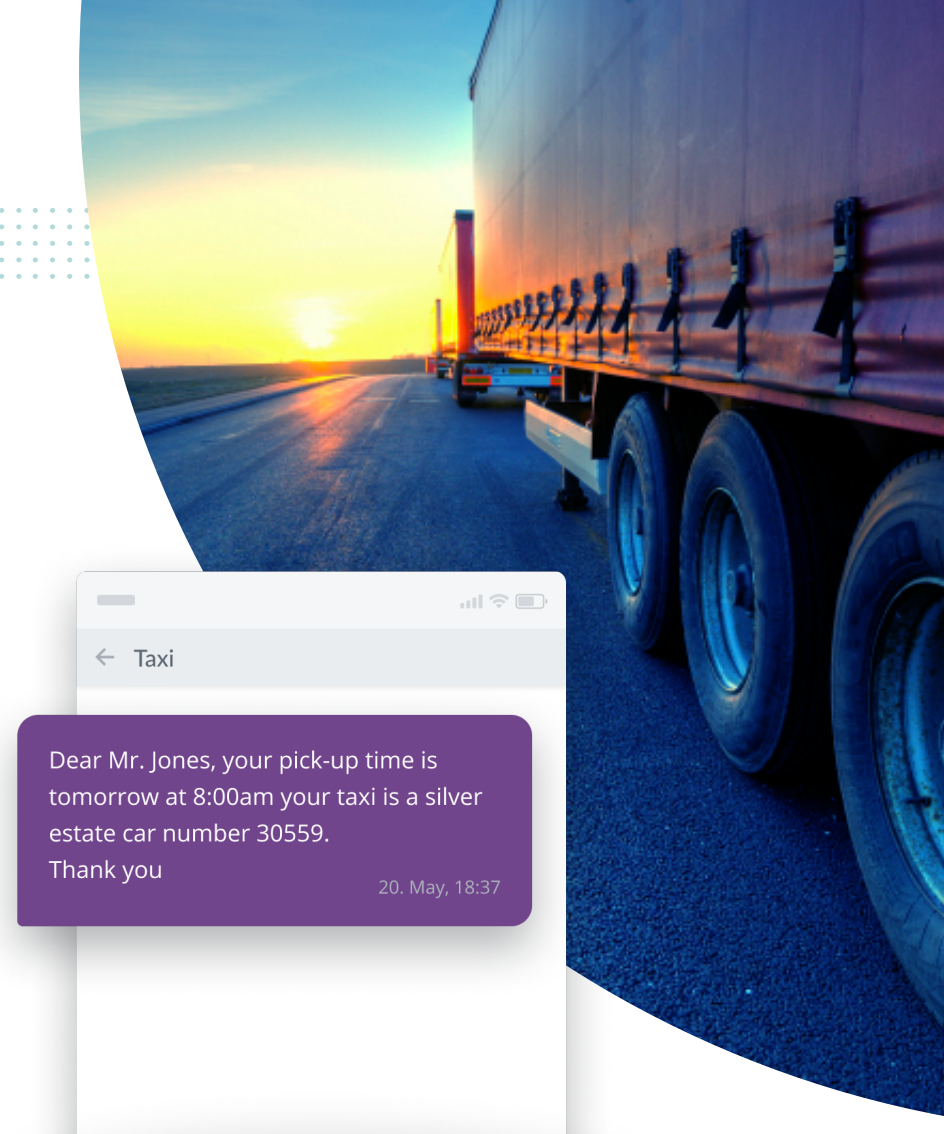 Taxi
Dear Mr. Jones, your pick-up time is
tomorrow at 8:00am your taxi is a silver
estate car number 30559.
Thank you
20. May, 18:37